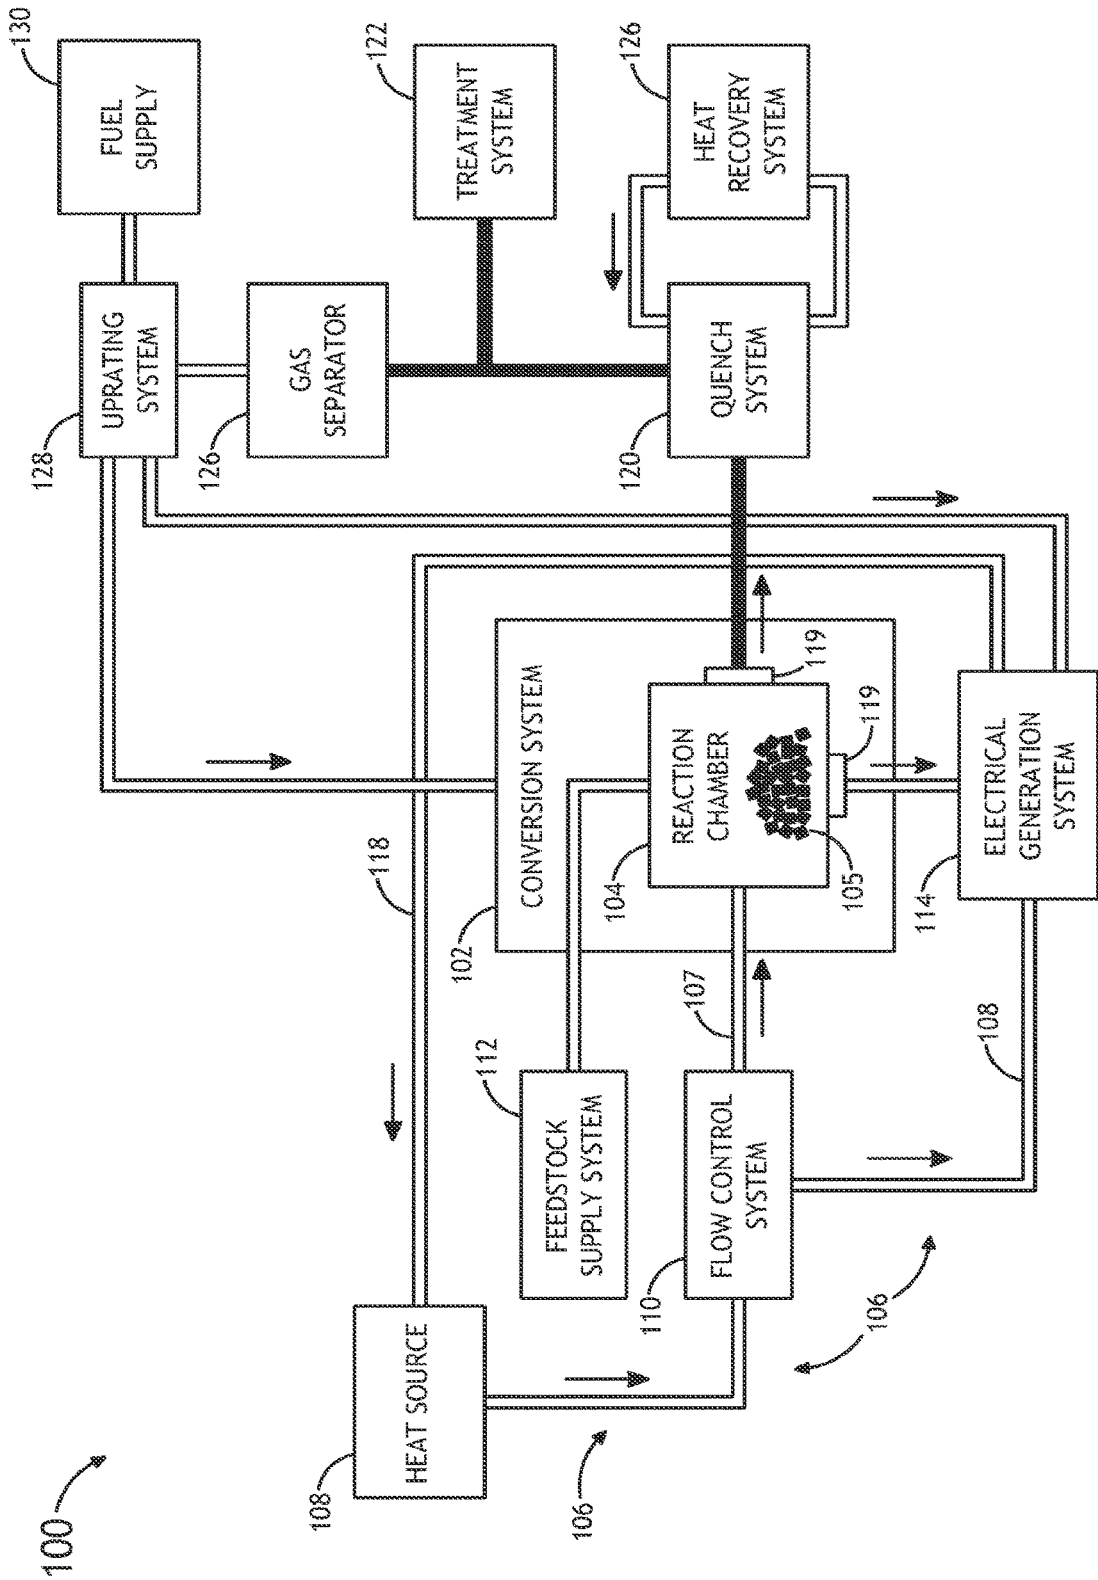 100
108
HEAT SOURCE
106
118
112
FEEDSTOCK
SUPPLY SYSTEM
110
FLOW CONTROL
SYSTEM
106
107
108
102
CONVERSION SYSTEM
104
REACTION
CHAMBER
105
119
119
114
ELECTRICAL
GENERATION
SYSTEM
128
UPRATING
SYSTEM
126
GAS
SEPARATOR
120
QUENCH
SYSTEM
130
FUEL
SUPPLY
122
TREATMENT
SYSTEM
126
HEAT
RECOVERY
SYSTEM